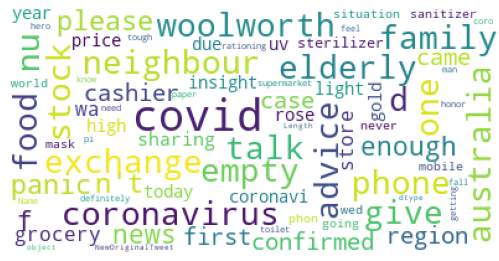 year please woolworth situation sanitizer
hero tough rationing nu price due uv sterilizer family
world neighbour elderly feel coro
stock know paper insight light man came
food cashier wa need case rose gold d one
high sharing covid supermarket store never honor
mask pi empty talk Length advice enough australia
exchange phone mobile
panic n t today coronavi wed fall
Name definitely phon going dtype getting
f coronavirus give region
grocery news first confirmed
object NewOriginalTweet toilet